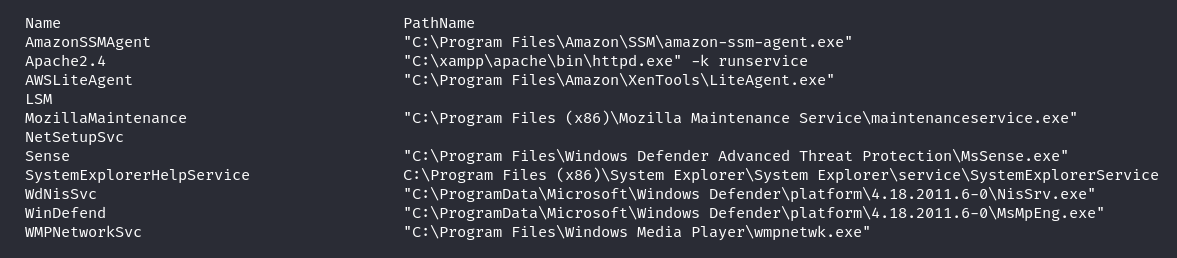 Name PathName
AmazonSSMAgent "C:\Program Files\Amazon\SSM\amazon-ssm-agent.exe"
Apache2.4 "C:\xampp\apache\bin\httpd.exe" -k runservice
AWSLiteAgent "C:\Program Files\Amazon\XenTools\LiteAgent.exe"
LSM
MozillaMaintenance "C:\Program Files (x86)\Mozilla Maintenance Service\maintenanceservice.exe"
NetSetupSvc
Sense "C:\Program Files\Windows Defender Advanced Threat Protection\MsSense.exe"
SystemExplorerHelpService C:\Program Files (x86)\System Explorer\System Explorer\service\SystemExplorerService
WdNisSvc "C:\ProgramData\Microsoft\Windows Defender\platform\4.18.2011.6-0\NisSrv.exe"
WinDefend "C:\ProgramData\Microsoft\Windows Defender\platform\4.18.2011.6-0\MsMpEng.exe"
WMPNetworkSvc "C:\Program Files\Windows Media Player\wmpnetwk.exe"